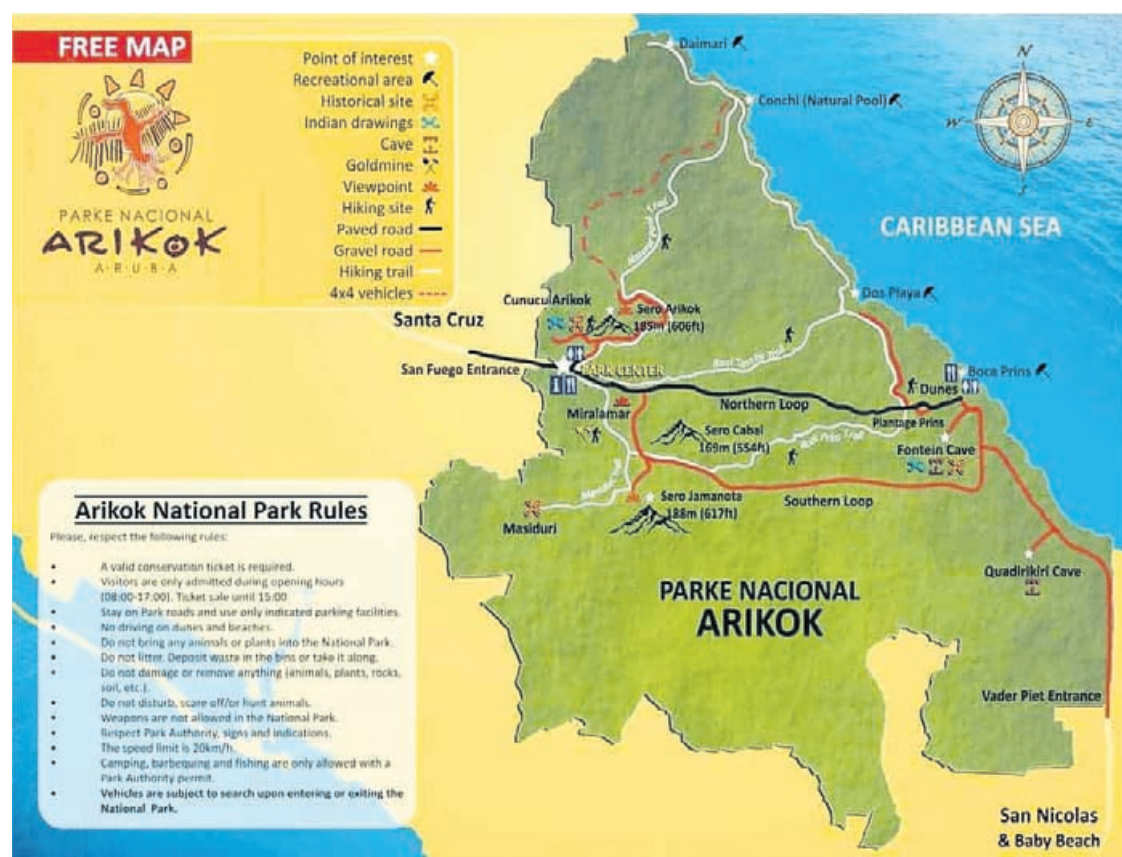 FREE MAP
PARKE NACIONAL
ARIKOK
A·R·U·B·A
Point of interest
Recreational area
Historical site
Indian drawings
Cave
Goldmine
Viewpoint
Hiking site
Paved road
Gravel road
Hiking trail
4x4 vehicles
N
W
E
S
Daimari
Conchi (Natural Pool)
CARIBBEAN SEA
Dos Playa
Cunucu Arikok
Sero Arikok
185m (606ft)
Santa Cruz
San Fuego Entrance
PARK CENTER
Boca Prins
Dunes
Northern Loop
Plantage Prins
Miralamar
Sero Cabai
169m (554ft)
Fontein Cave
Sero Jamanota
188m (617ft)
Southern Loop
Masiduri
Quadirikiri Cave
PARKE NACIONAL
ARIKOK
Vader Piet Entrance
San Nicolas
& Baby Beach
Arikok National Park Rules
Please, respect the following rules:
• A valid conservation ticket is required.
• Visitors are only admitted during opening hours
(08:00-17:00). Ticket sale until 15:00
• Stay on Park roads and use only indicated parking facilities.
• No driving on dunes and beaches.
• Do not bring any animals or plants into the National Park.
• Do not litter. Deposit waste in the bins or take it along.
• Do not damage or remove anything (animals, plants, rocks,
soil, etc.).
• Do not disturb, scare off/or hunt animals.
• Weapons are not allowed in the National Park.
• Respect Park Authority, signs and indications.
• The speed limit is 20km/h.
• Camping, barbequing and fishing are only allowed with a
Park Authority permit.
• Vehicles are subject to search upon entering or exiting the
National Park.